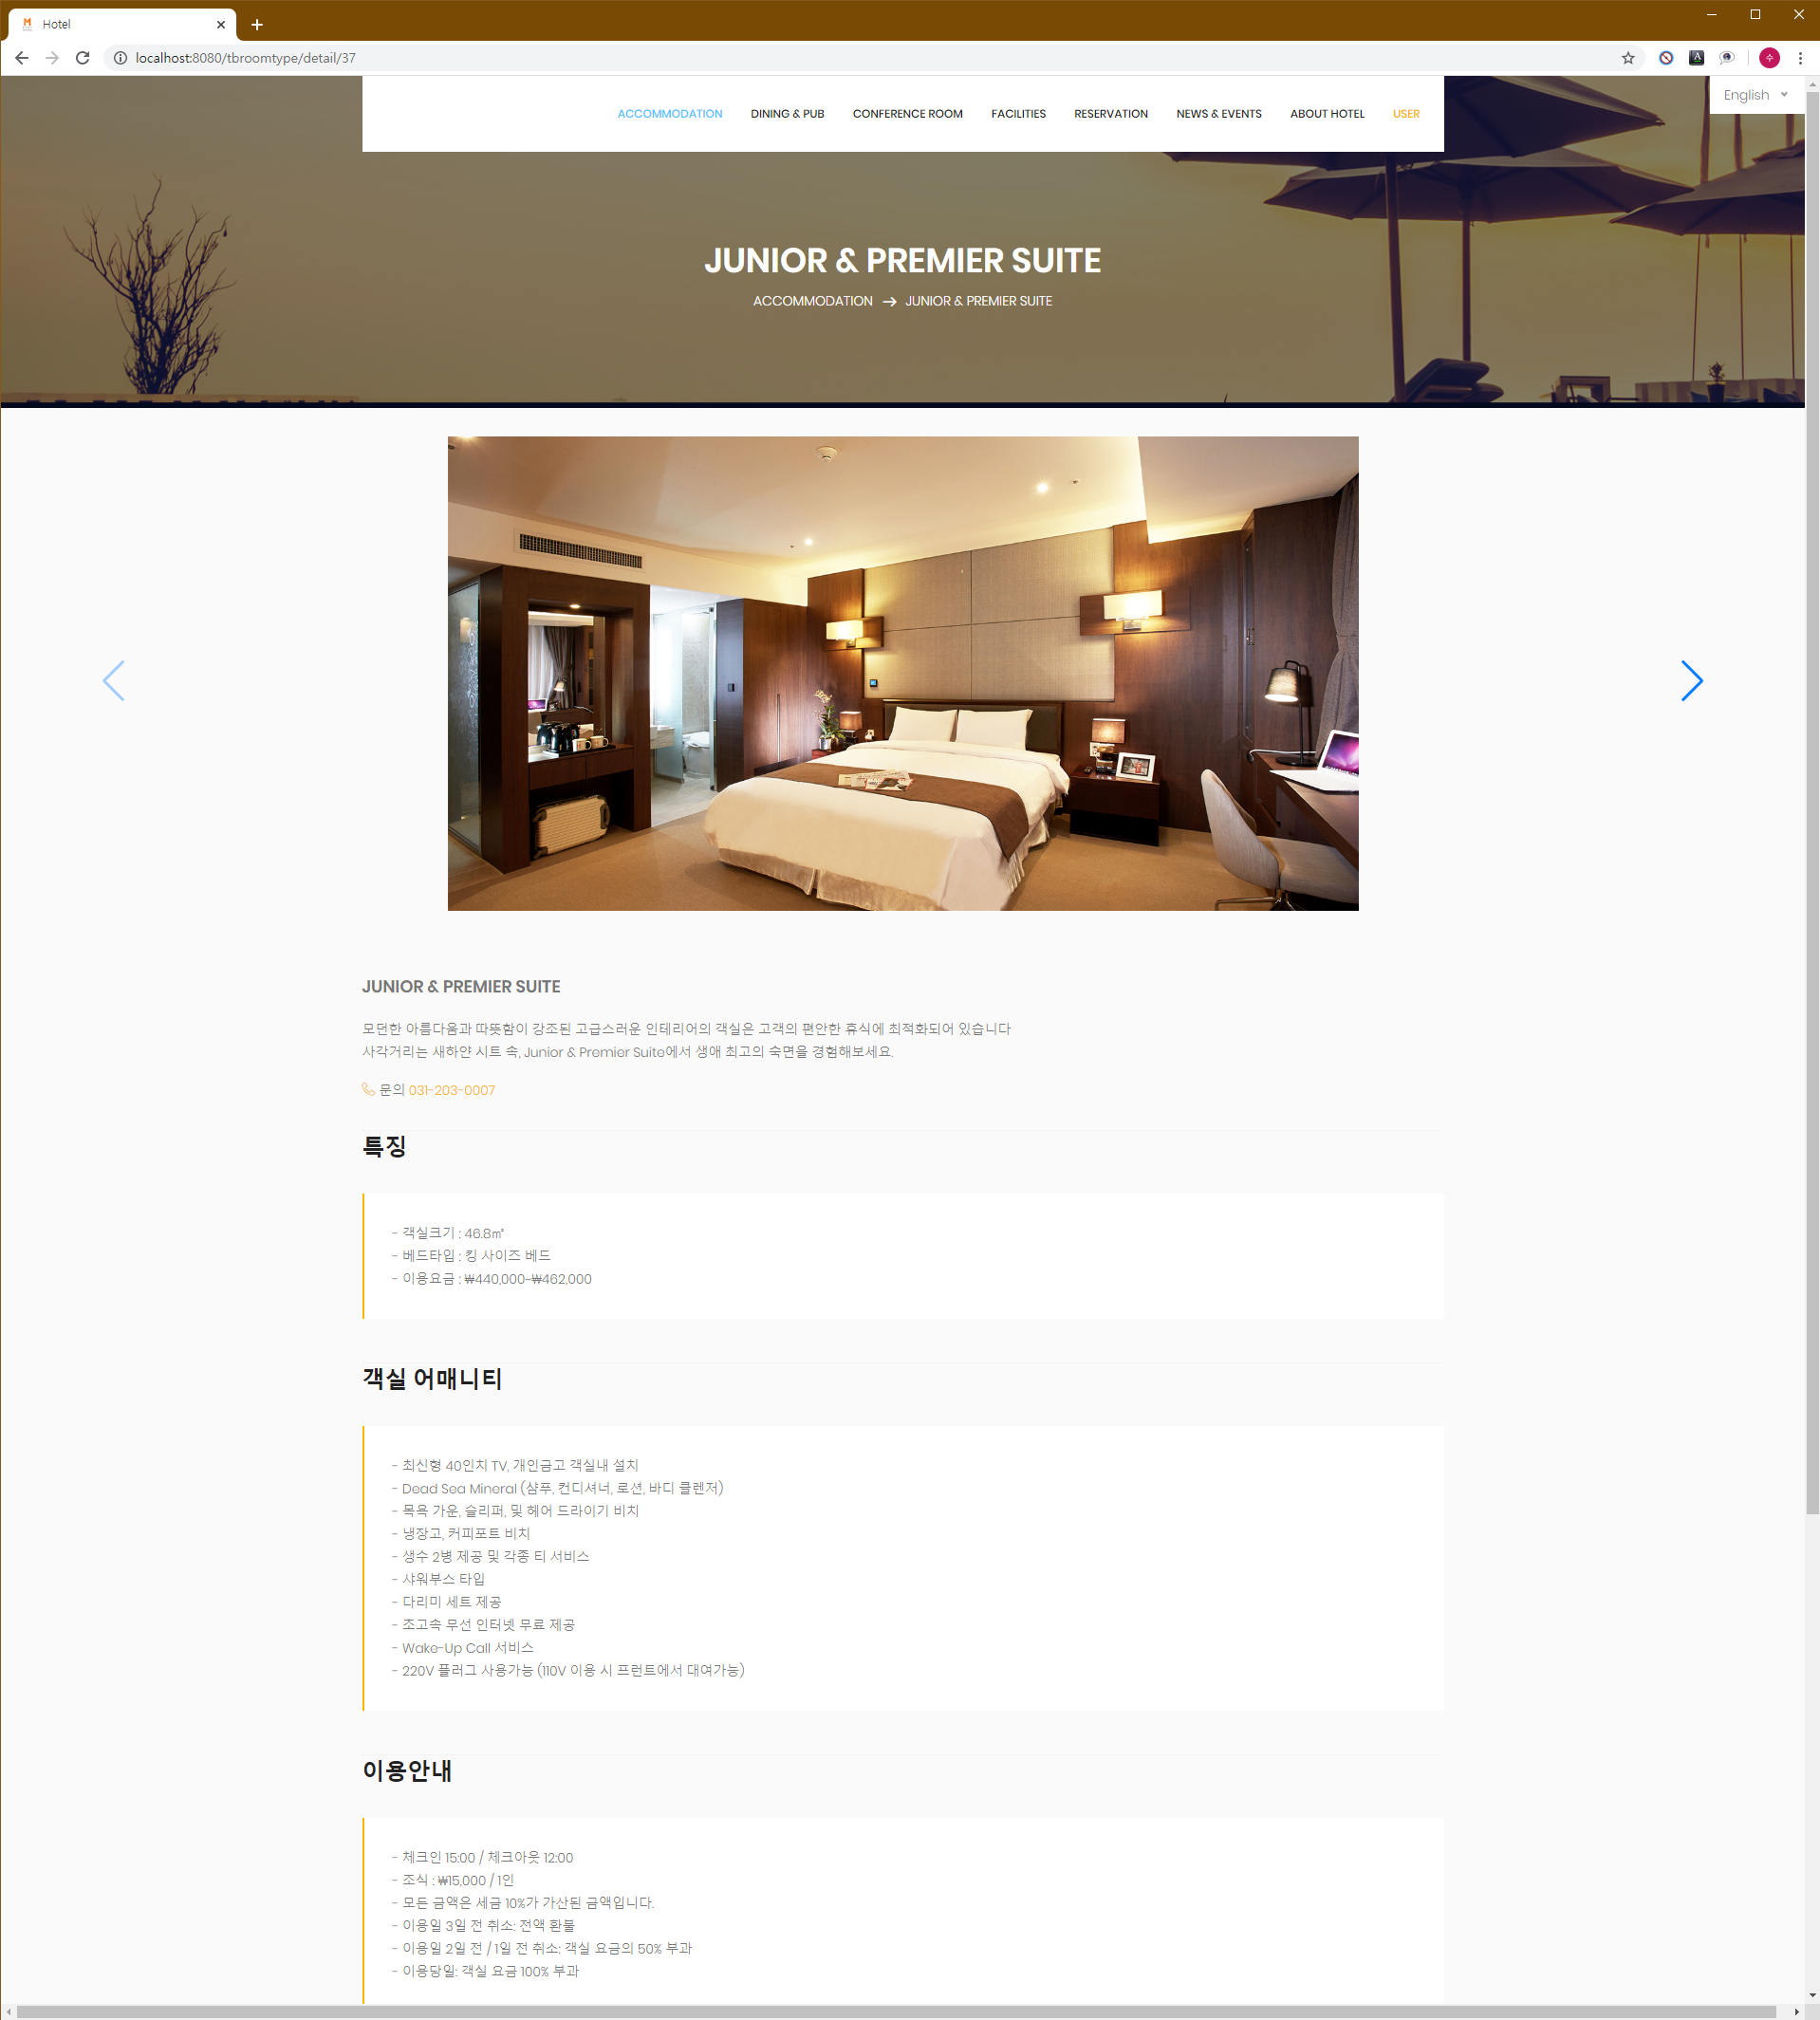 Hotel
localhost:8080/tbroomtype/detail/37
ACCOMMODATION DINING & PUB CONFERENCE ROOM FACILITIES RESERVATION NEWS & EVENTS ABOUT HOTEL USER
English
JUNIOR & PREMIER SUITE
ACCOMMODATION → JUNIOR & PREMIER SUITE
JUNIOR & PREMIER SUITE
모던한 아름다움과 따뜻함이 강조된 고급스러운 인테리어의 객실은 고객의 편안한 휴식에 최적화되어 있습니다
사각거리는 새하얀 시트 속, Junior & Premier Suite에서 생애 최고의 숙면을 경험해보세요.
문의 031-203-0007
특징
- 객실크기 : 46.8㎡
- 베드타입 : 킹 사이즈 베드
- 이용요금 : ₩440,000-₩462,000
객실 어매니티
- 최신형 40인치 TV, 개인금고 객실내 설치
- Dead Sea Mineral (샴푸, 컨디셔너, 로션, 바디 클렌저)
- 목욕 가운, 슬리퍼, 및 헤어 드라이기 비치
- 냉장고, 커피포트 비치
- 생수 2병 제공 및 각종 티 서비스
- 샤워부스 타입
- 다리미 세트 제공
- 초고속 무선 인터넷 무료 제공
- Wake-Up Call 서비스
- 220V 플러그 사용가능 (110V 이용 시 프런트에서 대여가능)
이용안내
- 체크인 15:00 / 체크아웃 12:00
- 조식 : ₩15,000 / 1인
- 모든 금액은 세금 10%가 가산된 금액입니다.
- 이용일 3일 전 취소: 전액 환불
- 이용일 2일 전 / 1일 전 취소: 객실 요금의 50% 부과
- 이용당일: 객실 요금 100% 부과